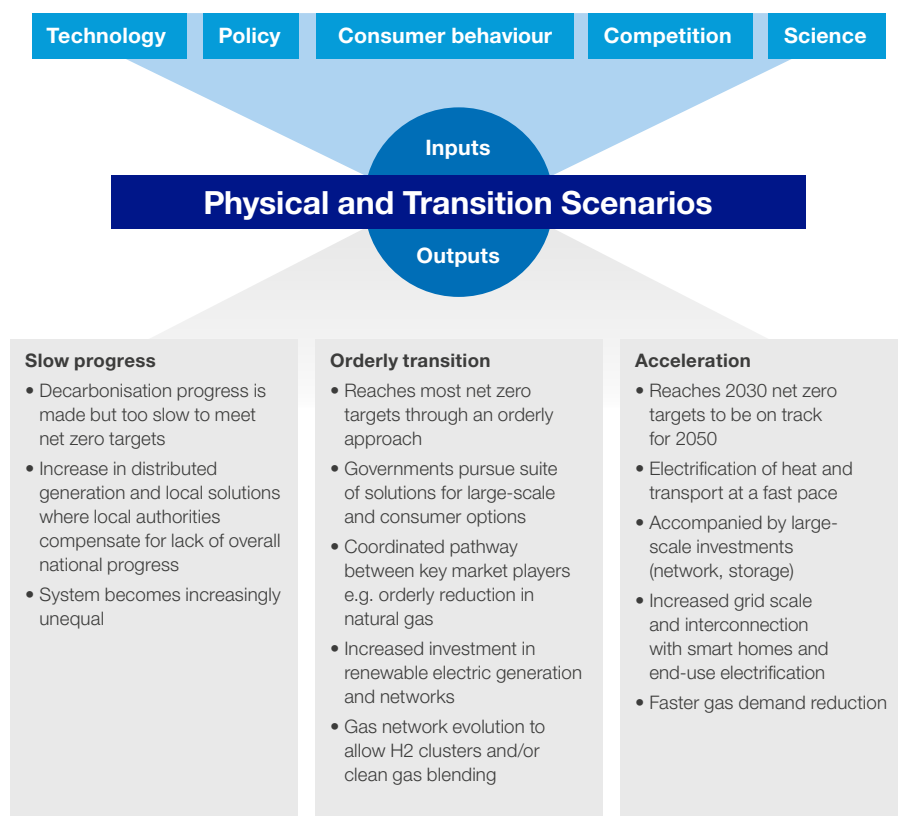 Technology
Policy
Consumer behaviour
Competition
Science
Inputs
Physical and Transition Scenarios
Outputs
Slow progress
• Decarbonisation progress is
made but too slow to meet
net zero targets
• Increase in distributed
generation and local solutions
where local authorities
compensate for lack of overall
national progress
• System becomes increasingly
unequal
Orderly transition
• Reaches most net zero
targets through an orderly
approach
• Governments pursue suite
of solutions for large-scale
and consumer options
• Coordinated pathway
between key market players
e.g. orderly reduction in
natural gas
• Increased investment in
renewable electric generation
and networks
• Gas network evolution to
allow H2 clusters and/or
clean gas blending
Acceleration
• Reaches 2030 net zero
targets to be on track
for 2050
• Electrification of heat and
transport at a fast pace
• Accompanied by large-
scale investments
(network, storage)
• Increased grid scale
and interconnection
with smart homes and
end-use electrification
• Faster gas demand reduction